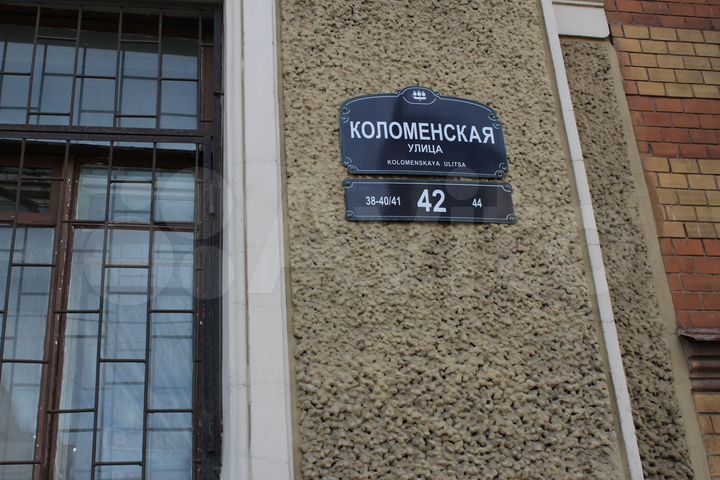 КОЛОМЕНСКАЯ
УЛИЦА
KOLOMENSKAYA ULITSA
38-40/41 42 44